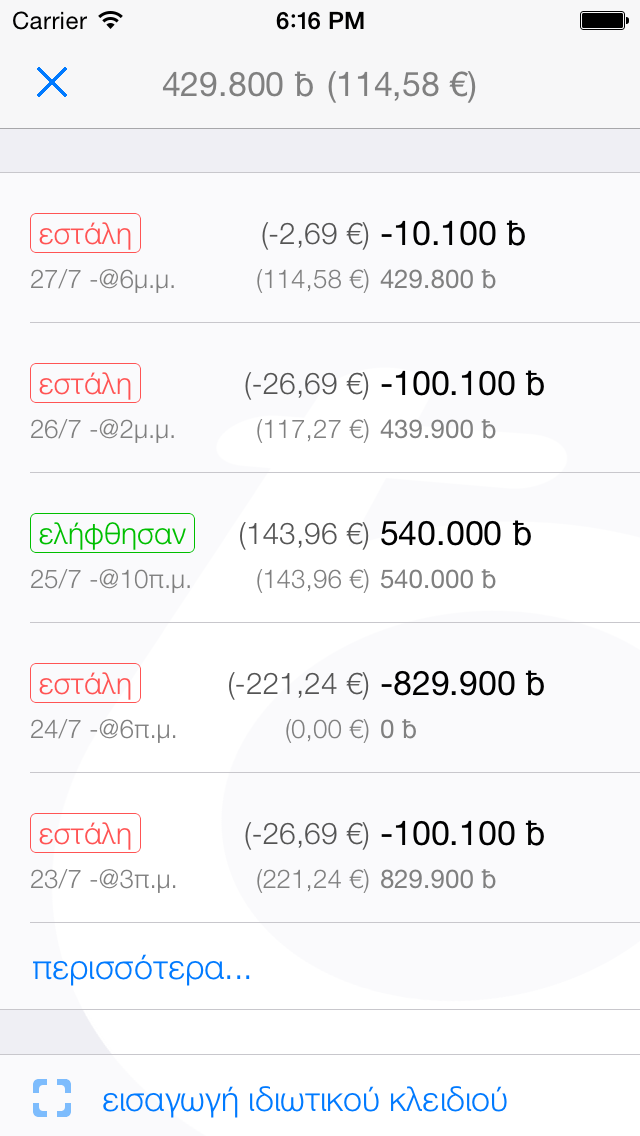 Carrier 6:16 PM
429.800 ƀ (114,58 €)
εστάλη (-2,69 €) -10.100 ƀ
27/7 -@6μ.μ. (114,58 €) 429.800 ƀ
εστάλη (-26,69 €) -100.100 ƀ
26/7 -@2μ.μ. (117,27 €) 439.900 ƀ
ελήφθησαν (143,96 €) 540.000 ƀ
25/7 -@10π.μ. (143,96 €) 540.000 ƀ
εστάλη (-221,24 €) -829.900 ƀ
24/7 -@6π.μ. (0,00 €) 0 ƀ
εστάλη (-26,69 €) -100.100 ƀ
23/7 -@3π.μ. (221,24 €) 829.900 ƀ
περισσότερα...
εισαγωγή ιδιωτικού κλειδιού